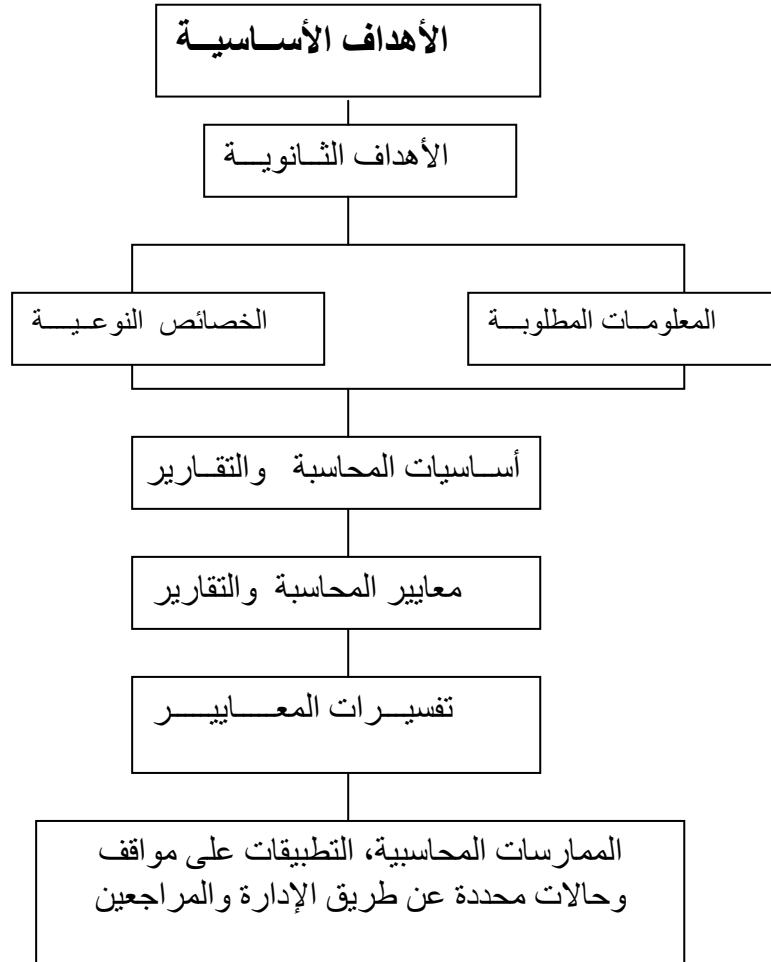 الأهداف الأساسية
الأهداف الثانوية
المعلومات المطلوبة
الخصائص النوعية
أساسيات المحاسبة والتقارير
معايير المحاسبة والتقارير
تفسيرات المعايير
الممارسات المحاسبية، التطبيقات على مواقف
وحالات محددة عن طريق الإدارة والمراجعين